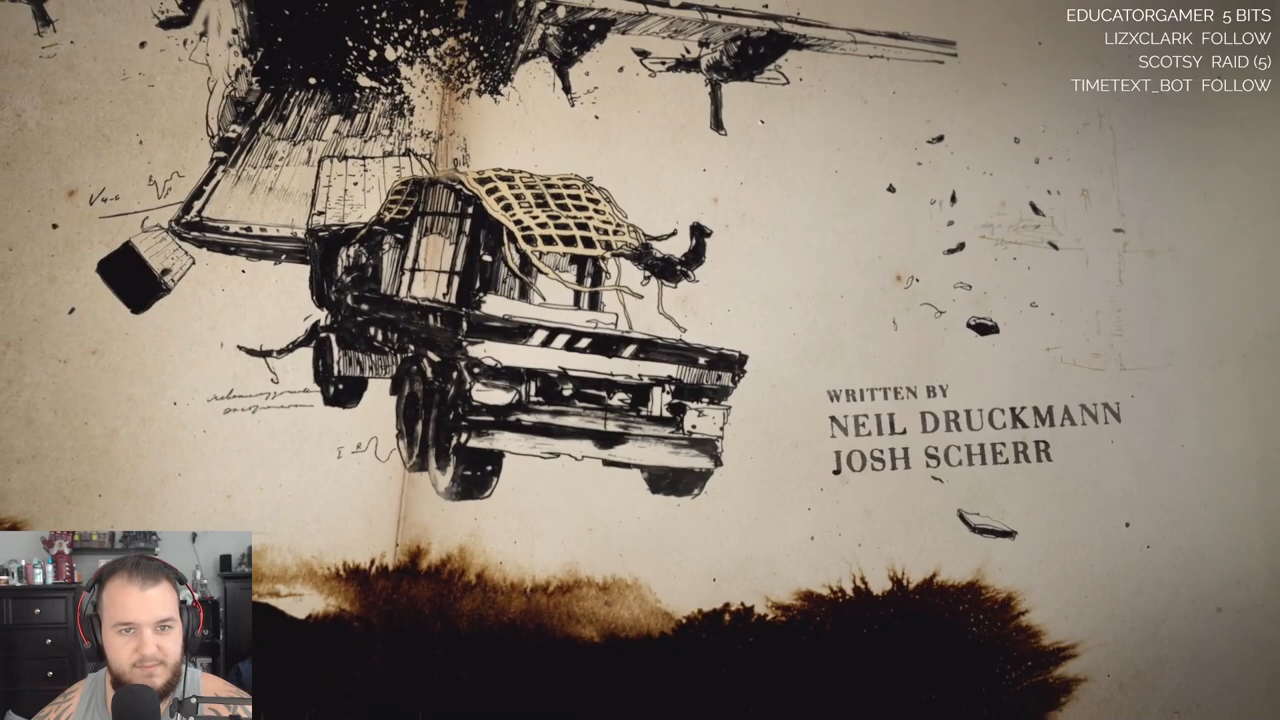 EDUCATORGAMER 5 BITS
LIZXCLARK FOLLOW
SCOTSY RAID (5)
TIMETEXT_BOT FOLLOW
WRITTEN BY
NEIL DRUCKMANN
JOSH SCHERR